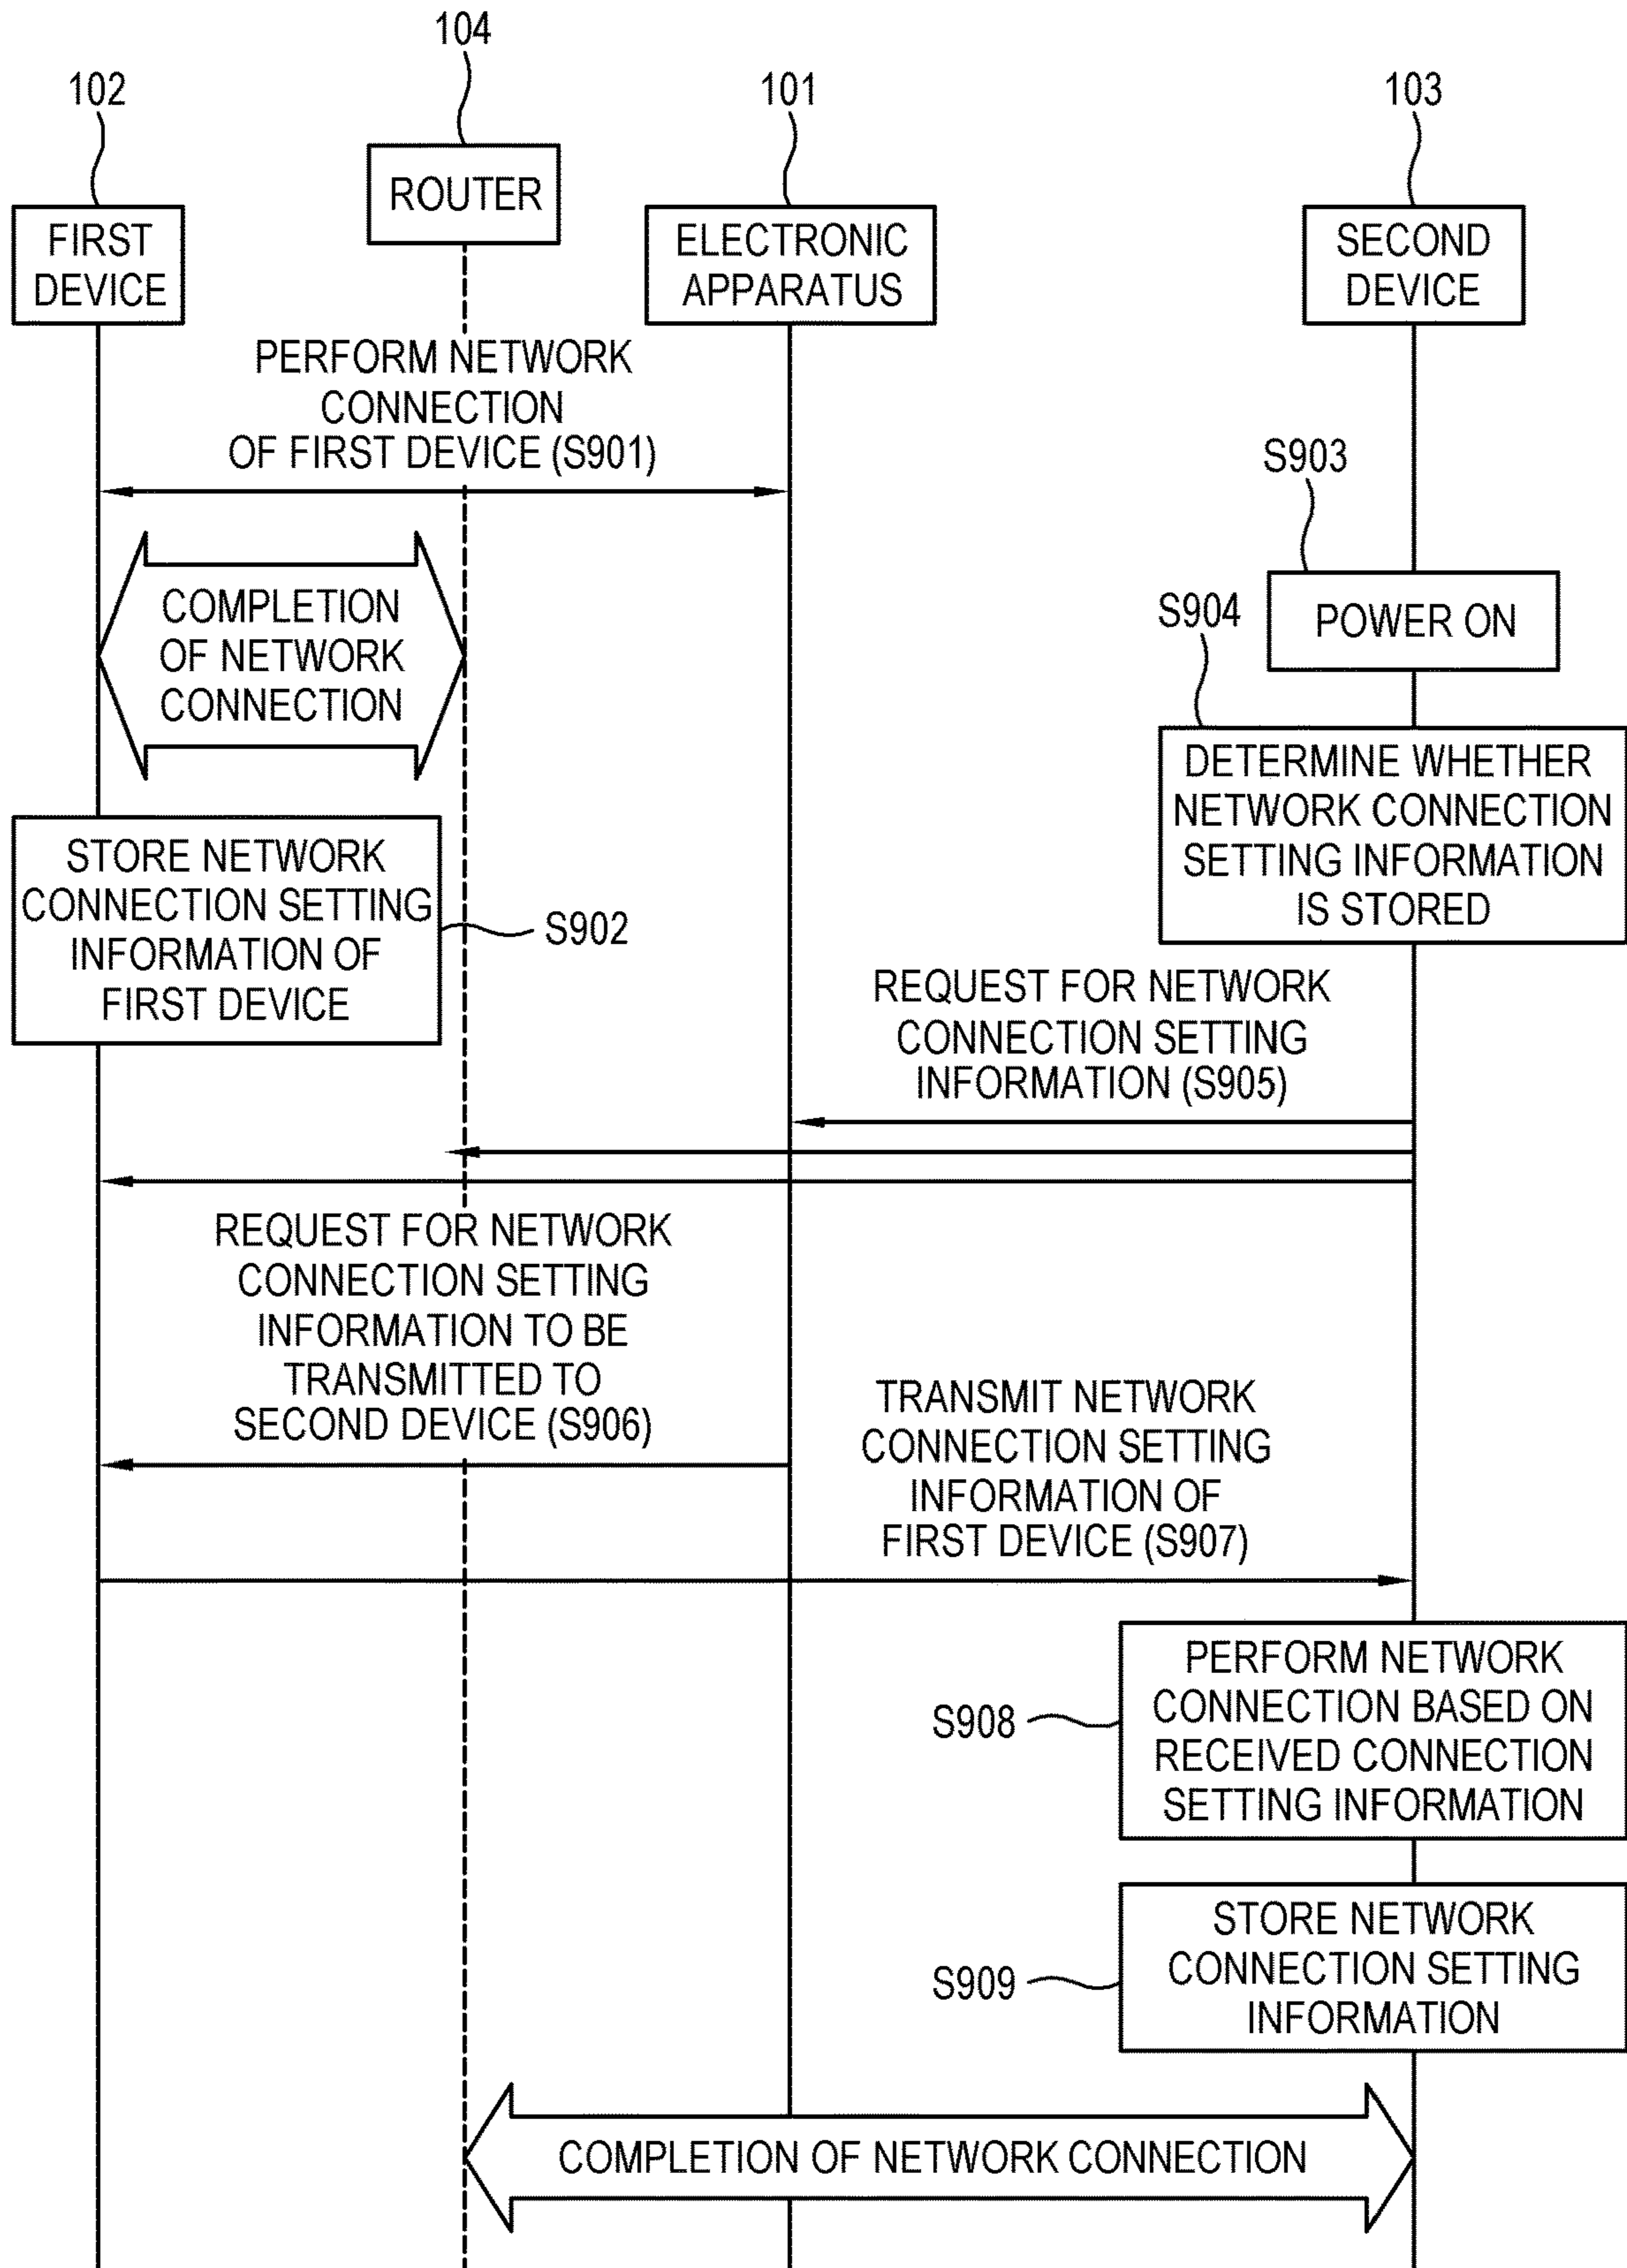 104
102
101
103
ROUTER
FIRST
DEVICE
ELECTRONIC
APPARATUS
SECOND
DEVICE
PERFORM NETWORK
CONNECTION
OF FIRST DEVICE (S901)
S903
POWER ON
COMPLETION
OF NETWORK
CONNECTION
S904
DETERMINE WHETHER
NETWORK CONNECTION
SETTING INFORMATION
IS STORED
STORE NETWORK
CONNECTION SETTING
INFORMATION OF
FIRST DEVICE
S902
REQUEST FOR NETWORK
CONNECTION SETTING
INFORMATION (S905)
REQUEST FOR NETWORK
CONNECTION SETTING
INFORMATION TO BE
TRANSMITTED TO
SECOND DEVICE (S906)
TRANSMIT NETWORK
CONNECTION SETTING
INFORMATION OF
FIRST DEVICE (S907)
PERFORM NETWORK
CONNECTION BASED ON
RECEIVED CONNECTION
SETTING INFORMATION
S908
STORE NETWORK
CONNECTION SETTING
INFORMATION
S909
COMPLETION OF NETWORK CONNECTION